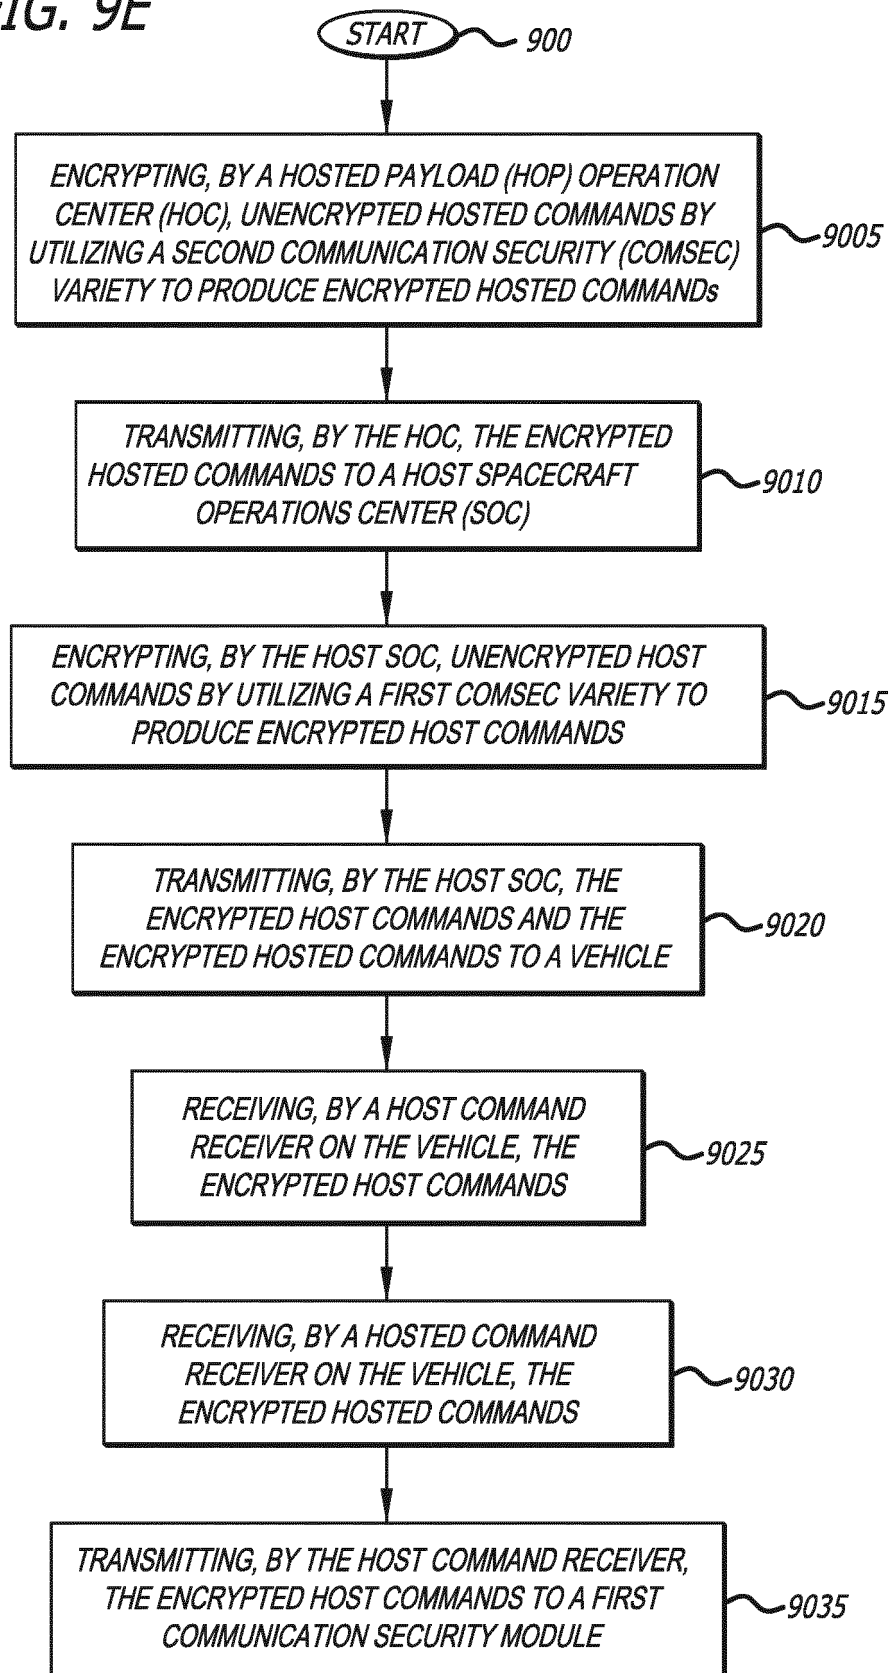 FIG. 9E
START
900
ENCRYPTING, BY A HOSTED PAYLOAD (HOP) OPERATION
CENTER (HOC), UNENCRYPTED HOSTED COMMANDS BY
UTILIZING A SECOND COMMUNICATION SECURITY (COMSEC)
VARIETY TO PRODUCE ENCRYPTED HOSTED COMMANDs
9005
TRANSMITTING, BY THE HOC, THE ENCRYPTED
HOSTED COMMANDS TO A HOST SPACECRAFT
OPERATIONS CENTER (SOC)
9010
ENCRYPTING, BY THE HOST SOC, UNENCRYPTED HOST
COMMANDS BY UTILIZING A FIRST COMSEC VARIETY TO
PRODUCE ENCRYPTED HOST COMMANDS
9015
TRANSMITTING, BY THE HOST SOC, THE
ENCRYPTED HOST COMMANDS AND THE
ENCRYPTED HOSTED COMMANDS TO A VEHICLE
9020
RECEIVING, BY A HOST COMMAND
RECEIVER ON THE VEHICLE, THE
ENCRYPTED HOST COMMANDS
9025
RECEIVING, BY A HOSTED COMMAND
RECEIVER ON THE VEHICLE, THE
ENCRYPTED HOSTED COMMANDS
9030
TRANSMITTING, BY THE HOST COMMAND RECEIVER,
THE ENCRYPTED HOST COMMANDS TO A FIRST
COMMUNICATION SECURITY MODULE
9035